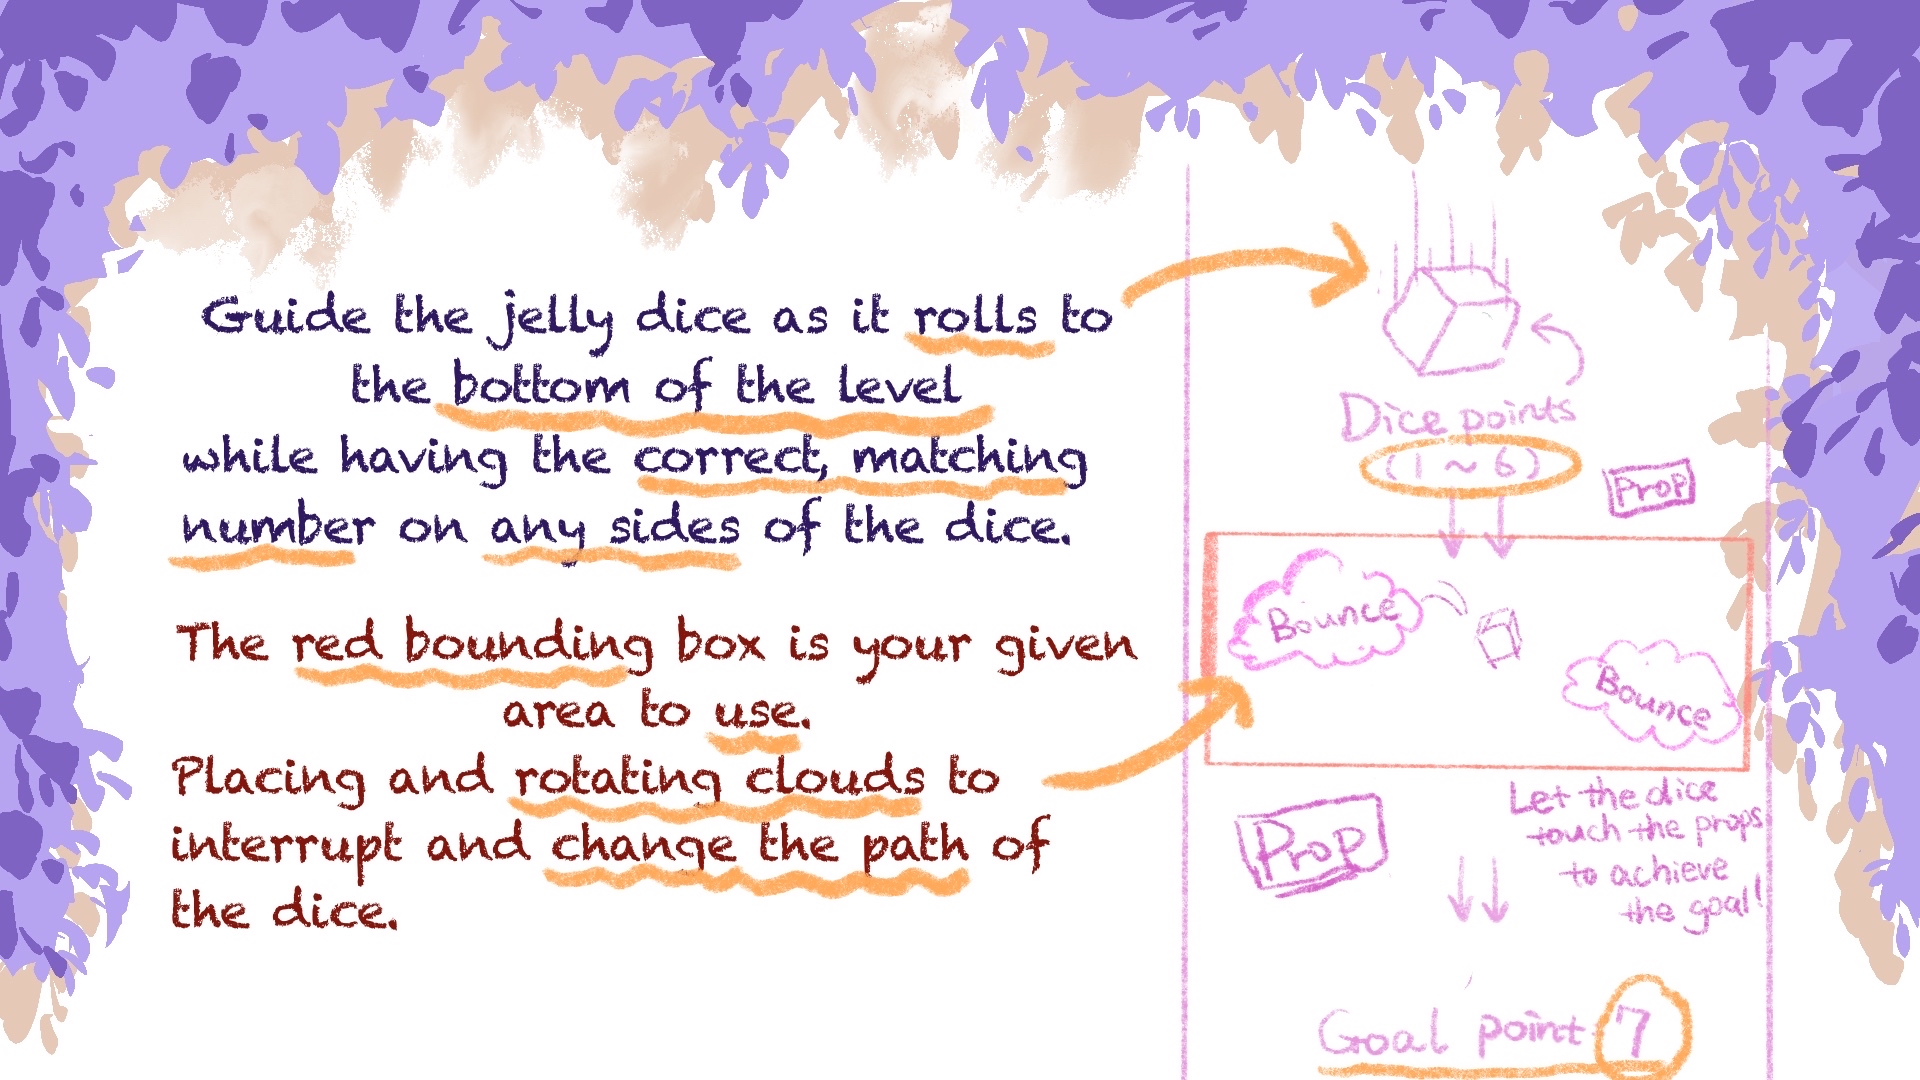 Guide the jelly dice as it rolls to
the bottom of the level
while having the correct, matching
number on any sides of the dice.
The red bounding box is your given
area to use.
Placing and rotating clouds to
interrupt and change the path of
the dice.
Dice points
(1 ~ 6)
Prop
Bounce
Bounce
Prop
Let the dice
touch the props
to achieve
the goal!
Goal point 7